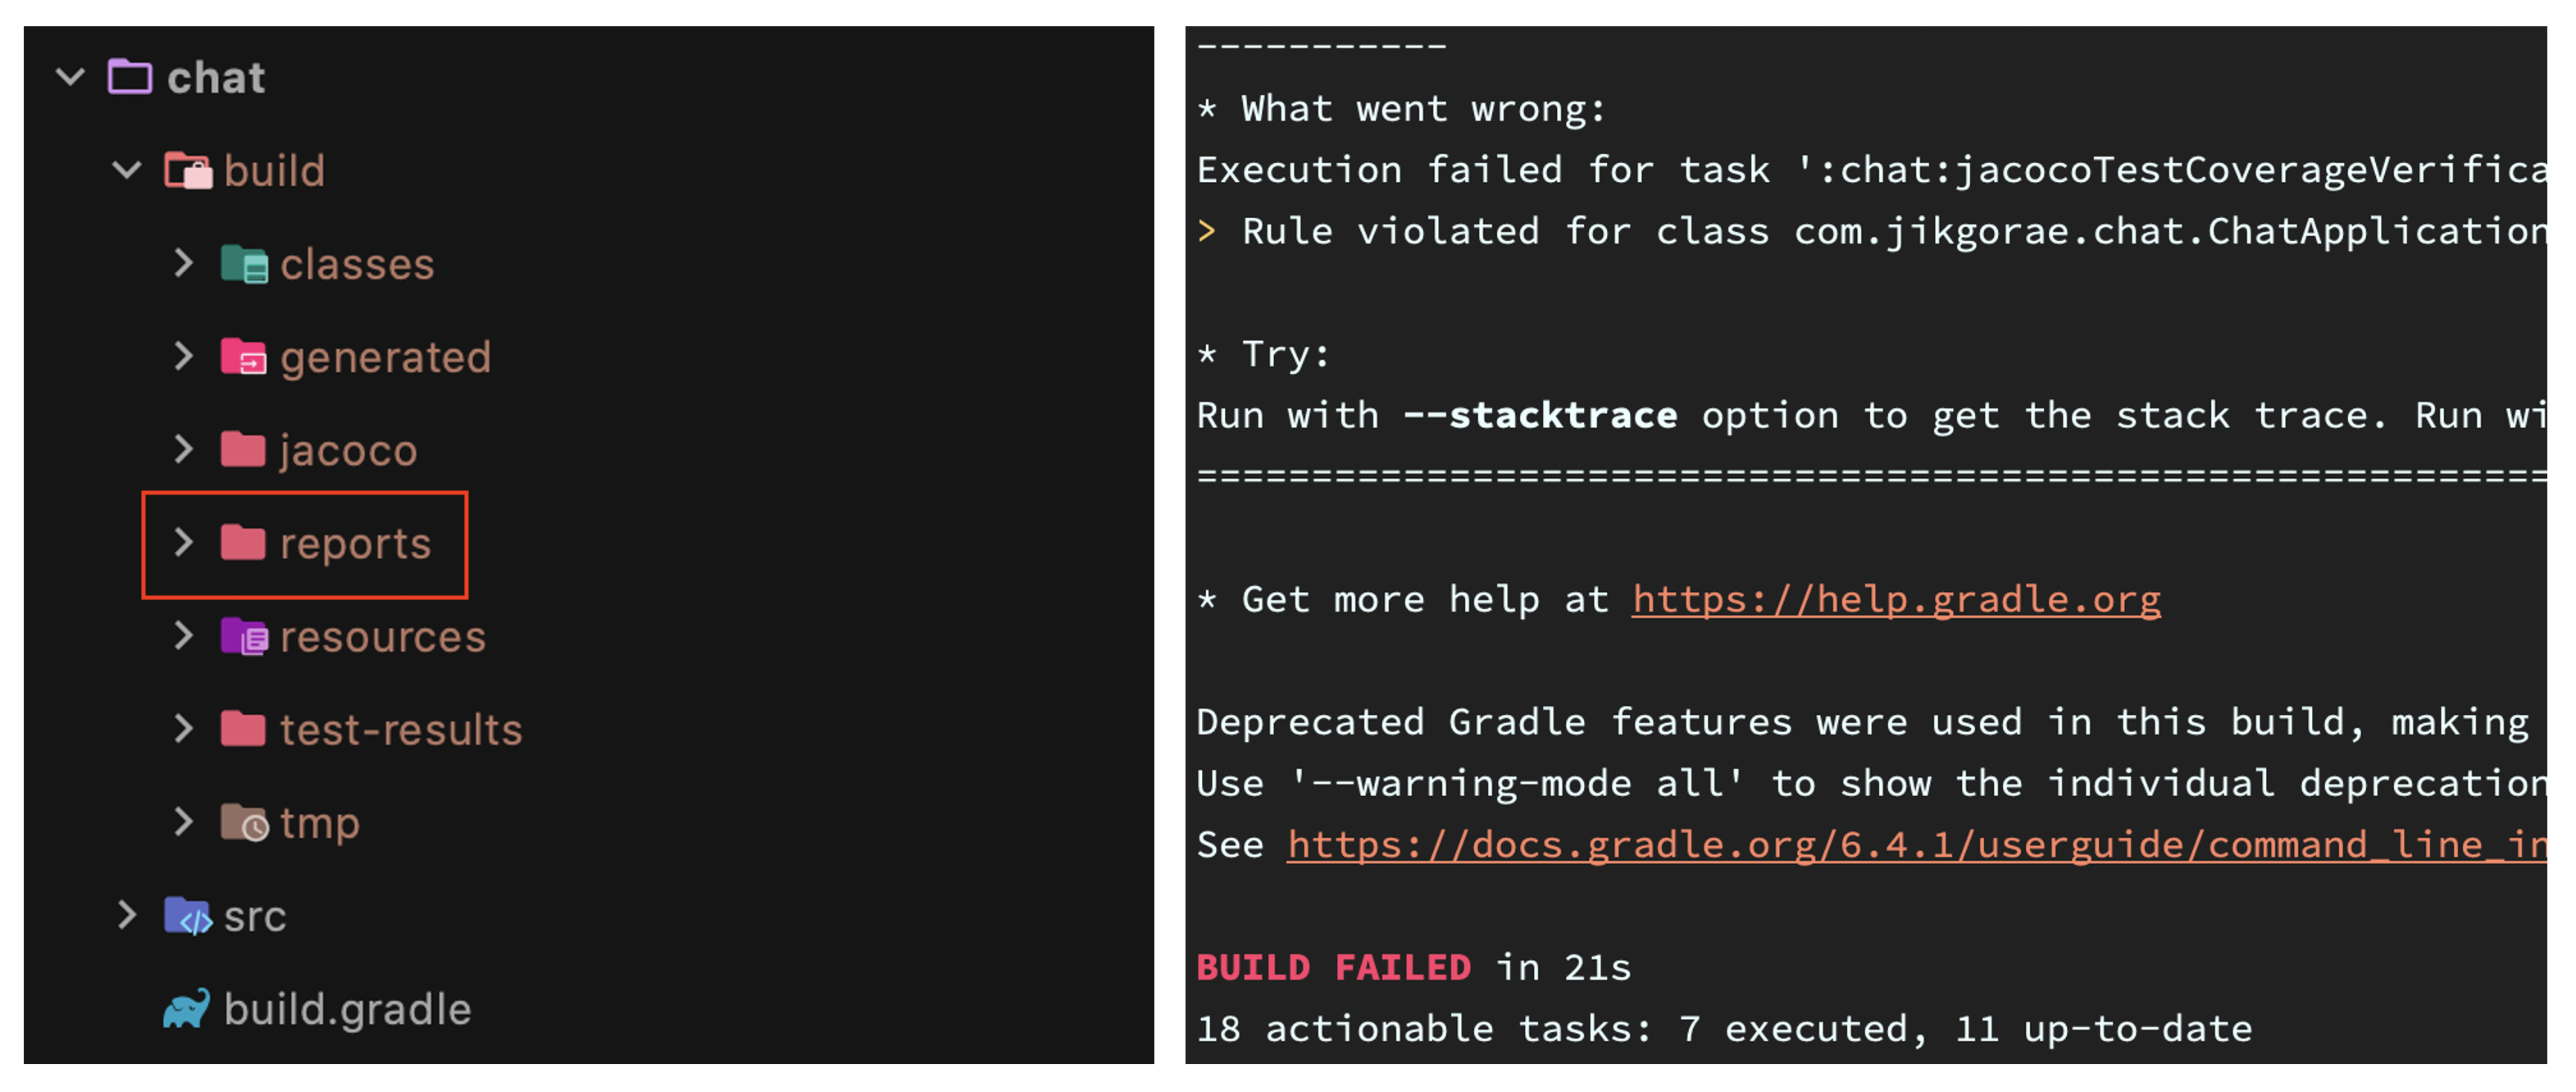 chat
build
classes
generated
jacoco
reports
resources
test-results
tmp
src
build.gradle
-----------
* What went wrong:
Execution failed for task ':chat:jacocoTestCoverageVerifica
> Rule violated for class com.jikgorae.chat.ChatApplication
* Try:
Run with --stacktrace option to get the stack trace. Run wi
===========================================================
* Get more help at https://help.gradle.org
Deprecated Gradle features were used in this build, making
Use '--warning-mode all' to show the individual deprecation
See https://docs.gradle.org/6.4.1/userguide/command_line_in
BUILD FAILED in 21s
18 actionable tasks: 7 executed, 11 up-to-date